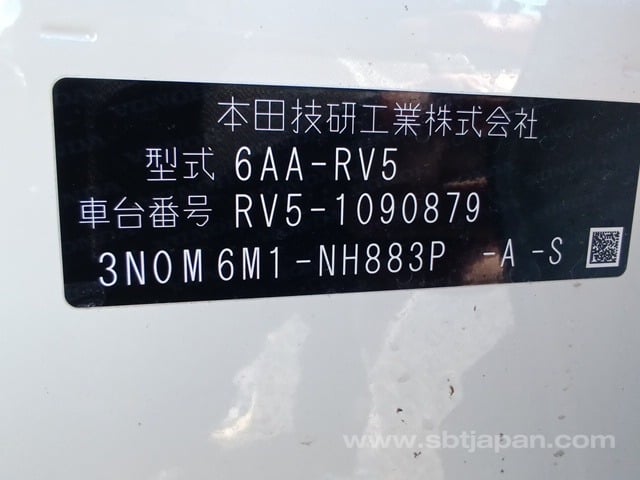 本田技研工業株式会社
型式 6AA-RV5
車台番号 RV5-1090879
3N0M6M1-NH883P -A-S
www.sbtjapan.com